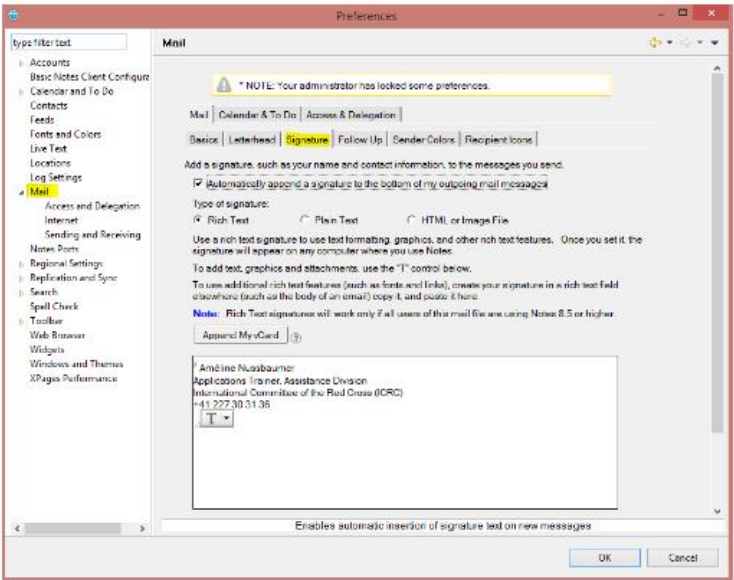 Preferences
type filter text
Accounts
Basic Notes Client Configura
Calendar and To Do
Contacts
Feeds
Fonts and Colors
Live Text
Locations
Log Settings
Mail
Access and Delegation
Internet
Sending and Receiving
Notes Ports
Regional Settings
Replication and Sync
Search
Spell Check
Toolbar
Web Browser
Widgets
Windows and Themes
XPages Performance
Mail
* NOTE: Your administrator has locked some preferences.
Mail Calendar & To Do Access & Delegation
Basics Letterhead Signature Follow Up Sender Colors Recipient Icons
Add a signature, such as your name and contact information, to the messages you send.
Automatically append a signature to the bottom of my outgoing mail messages
Type of signature:
Rich Text Plain Text HTML or Image File
Use a rich text signature to use text formatting, graphics, and other rich text features. Once you set it, the
signature will appear on any computer where you use Notes.
To add text, graphics and attachments, use the "T" control below.
To use additional rich text features (such as fonts and links), create your signature in a rich text field
elsewhere (such as the body of an email) copy it, and paste it here.
Note: Rich Text signatures will work only if all users of this mail file are using Notes 8.5 or higher.
Append My vCard ?
Améline Nussbaumer
Applications Trainer, Assistance Division
International Committee of the Red Cross (ICRC)
+41 227 30 31 36
T
Enables automatic insertion of signature text on new messages
OK Cancel